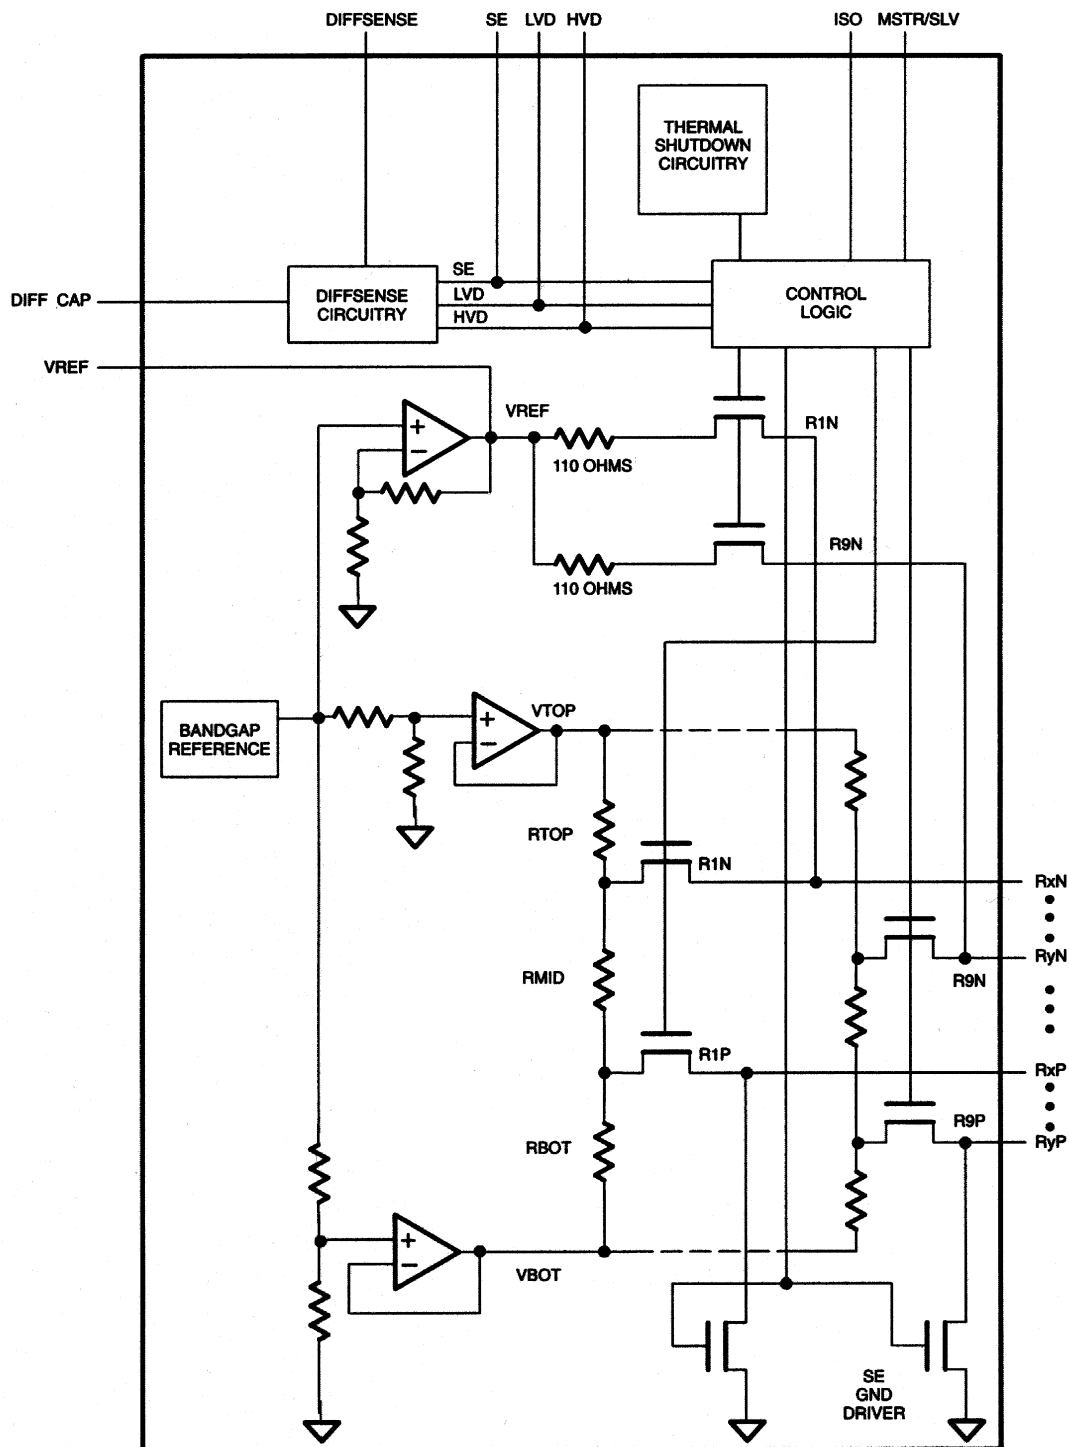 DIFFSENSE SE LVD HVD ISO MSTR/SLV
THERMAL
SHUTDOWN
CIRCUITRY
SE
LVD
HVD
DIFF CAP
DIFFSENSE
CIRCUITRY
CONTROL
LOGIC
VREF
VREF
+
−
R1N
110 OHMS
R9N
110 OHMS
BANDGAP
REFERENCE
VTOP
+
−
RTOP
R1N
RxN
RyN
R9N
RMID
R1P
RxP
R9P
RyP
RBOT
+
−
VBOT
SE
GND
DRIVER